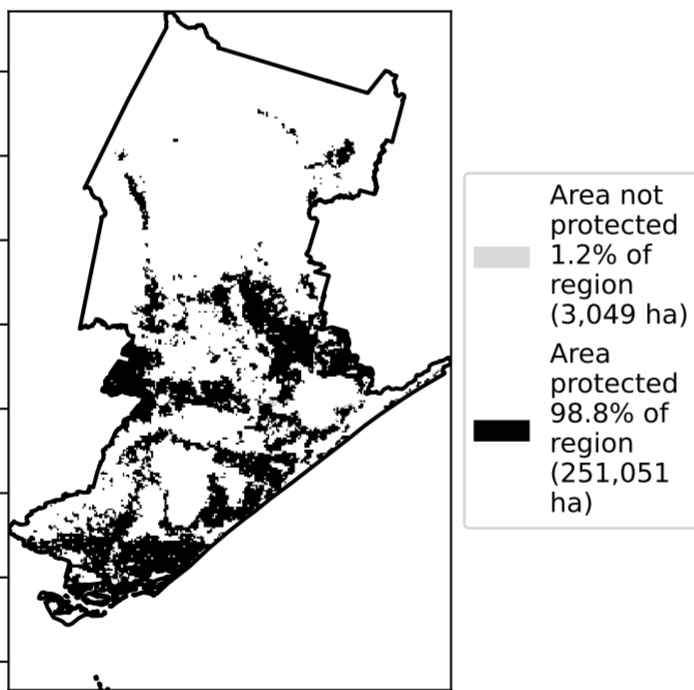 Area not
protected
1.2% of
region
(3,049 ha)
Area
protected
98.8% of
region
(251,051
ha)